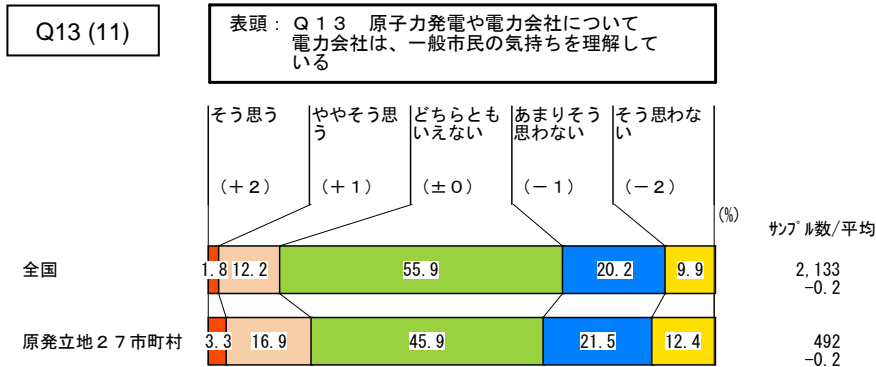 Q13 (11)
表頭： Ｑ１３　原子力発電や電力会社について
電力会社は、一般市民の気持ちを理解して
いる
そう思う ややそう思 どちらとも あまりそう そう思わな
う いえない 思わない い
（＋２） （＋１） （±０） （－１） （－２）
(%)
ｻﾝﾌﾟﾙ数/平均
全国 1.8 12.2 55.9 20.2 9.9 2,133
-0.2
原発立地２７市町村 3.3 16.9 45.9 21.5 12.4 492
-0.2